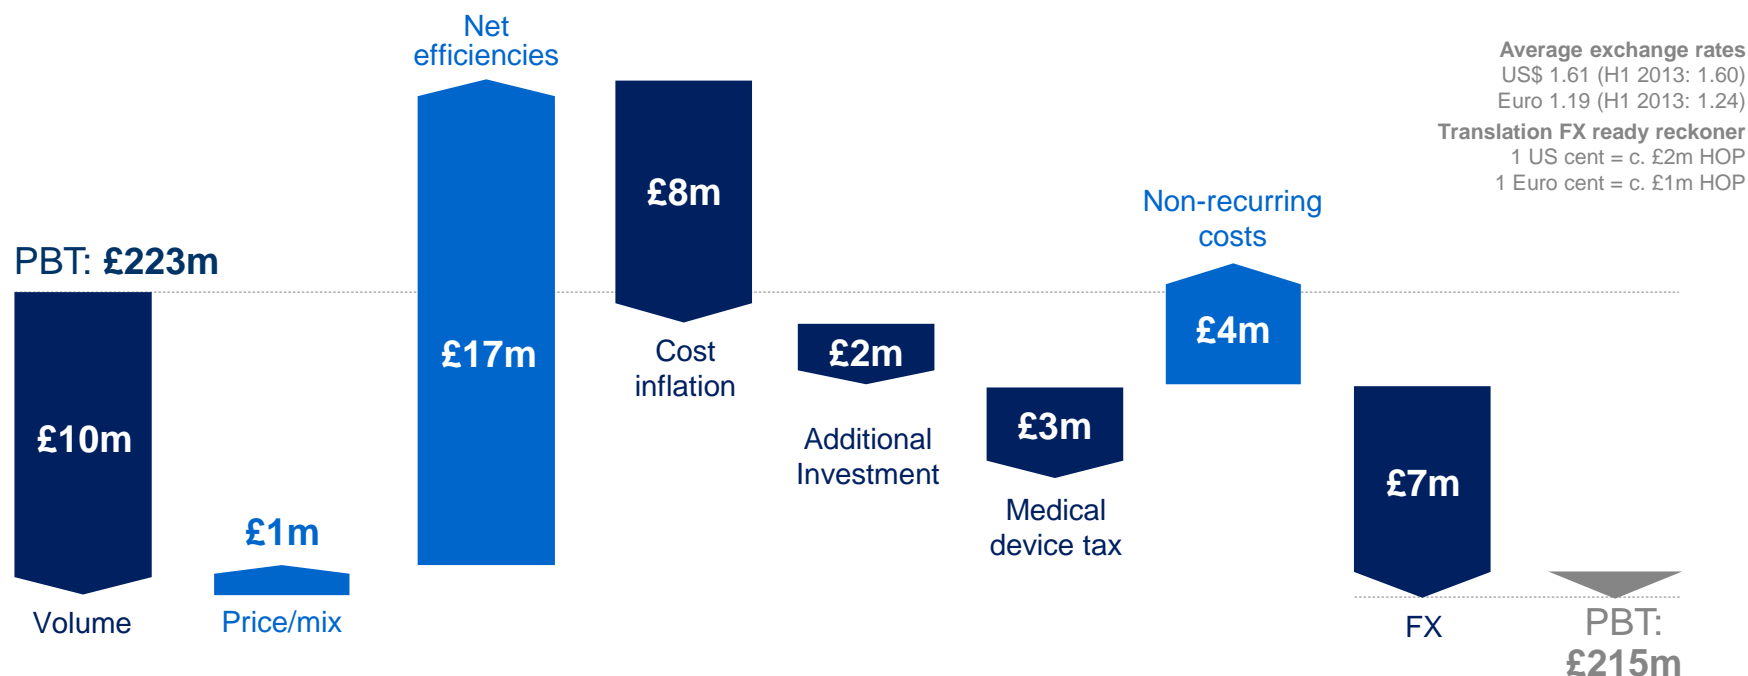 Net
efficiencies
Average exchange rates
US$ 1.61 (H1 2013: 1.60)
Euro 1.19 (H1 2013: 1.24)
Translation FX ready reckoner
1 US cent = c. £2m HOP
1 Euro cent = c. £1m HOP
PBT: £223m
£10m
Volume
£1m
Price/mix
£17m
£8m
Cost
inflation
£2m
Additional
Investment
£3m
Medical
device tax
Non-recurring
costs
£4m
£7m
FX
PBT:
£215m